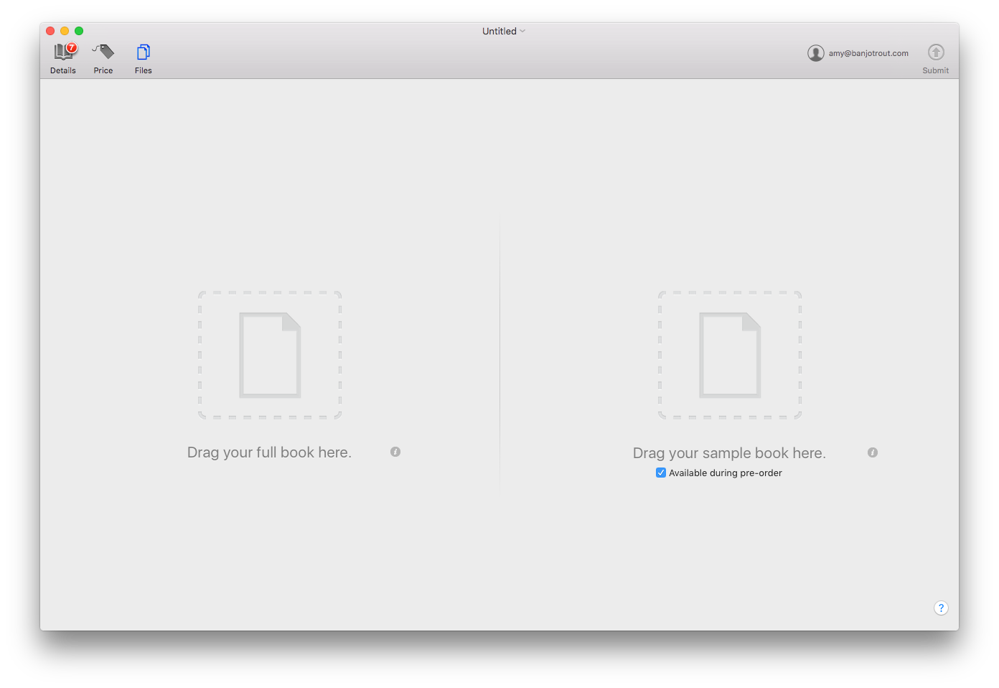 Untitled
7
Details
Price
Files
amy@banjotrout.com
Submit
Drag your full book here.
i
Drag your sample book here.
i
Available during pre-order
?